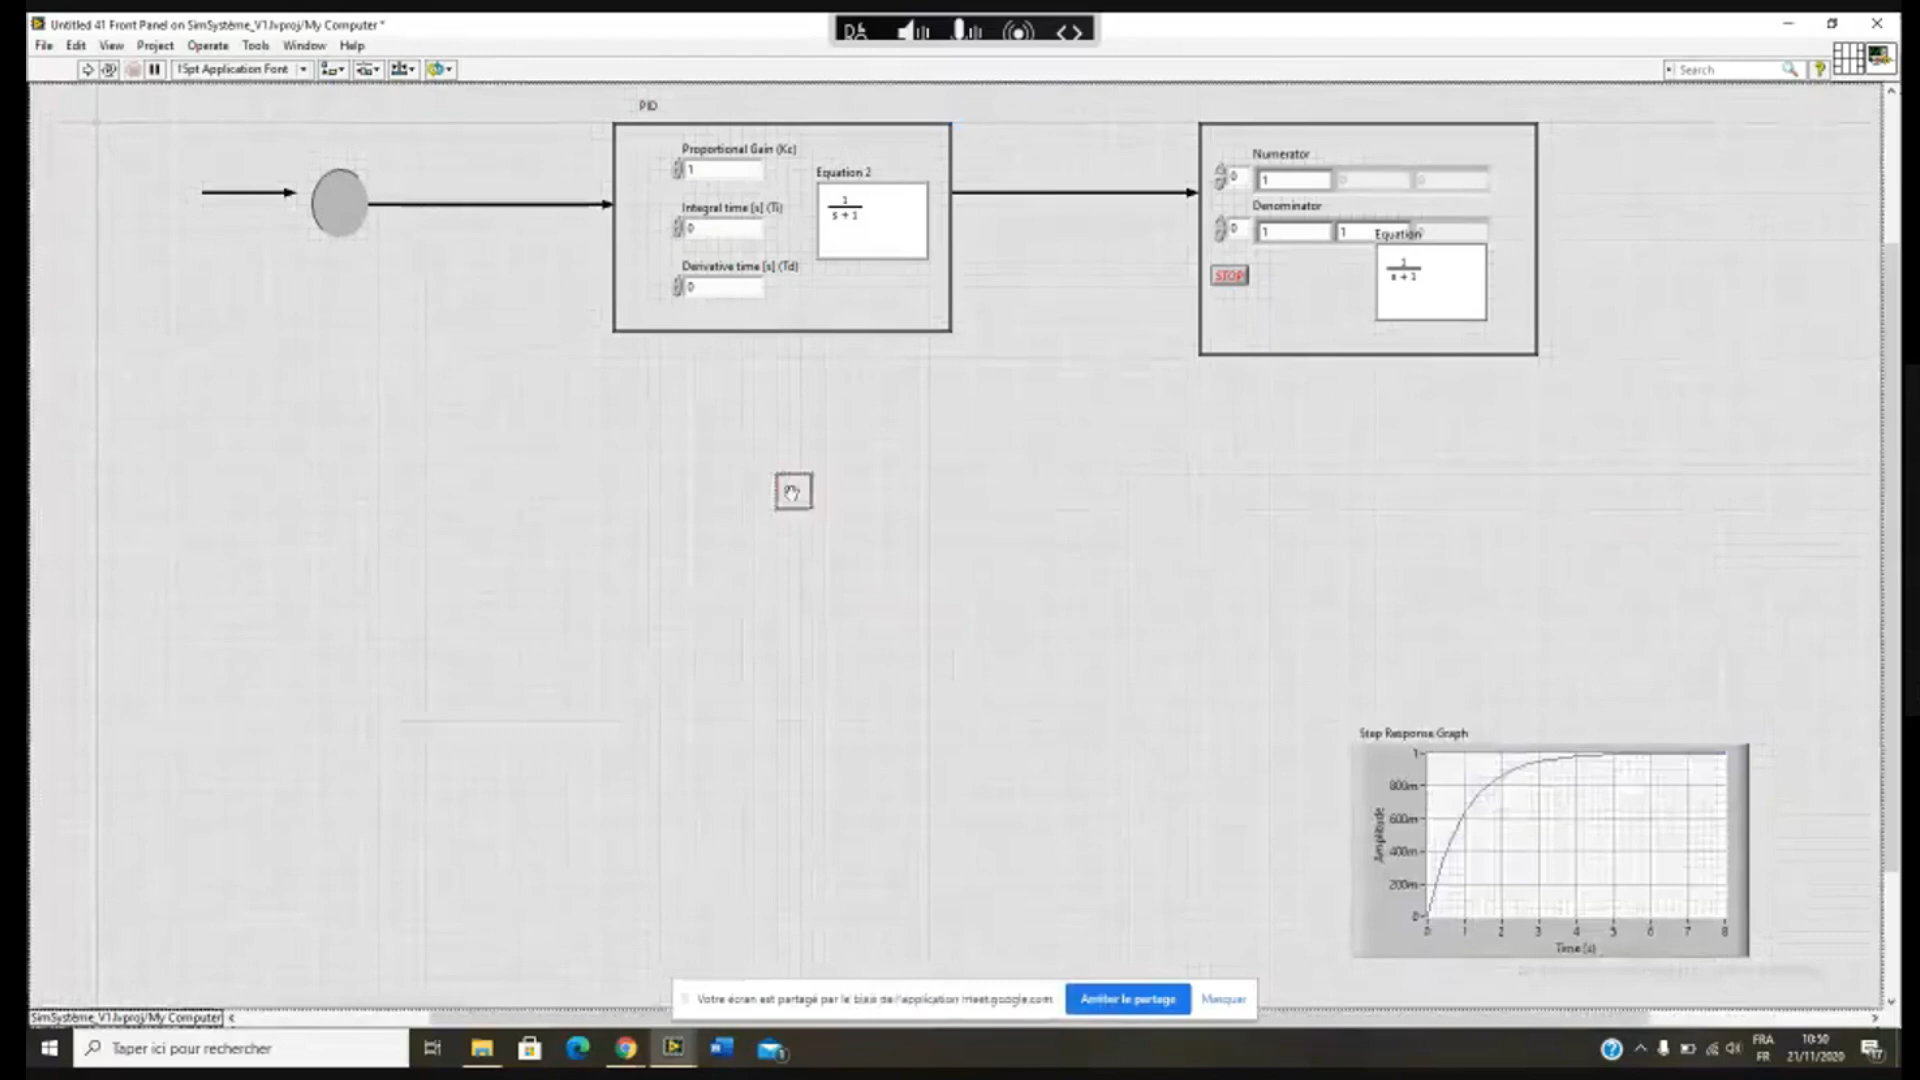 Untitled 41 Front Panel on SimSystème_V1.lvproj/My Computer *
File Edit View Project Operate Tools Window Help
15pt Application Font
Search
?
PID
Proportional Gain (Kc)
1
Integral time [s] (Ti)
0
Derivative time [s] (Td)
0
Equation 2
1
s + 1
Numerator
0 1 0 0
Denominator
0 1 1 0
Equation
1
s + 1
STOP
Step Response Graph
Amplitude
1
800m
600m
400m
200m
0
0 1 2 3 4 5 6 7 8
Time (s)
Votre écran est partagé par le biais de l'application meet.google.com.
Arrêter le partage
Masquer
SimSystème_V1.lvproj/My Computer
Taper ici pour rechercher
FRA
FR
10:50
21/11/2020